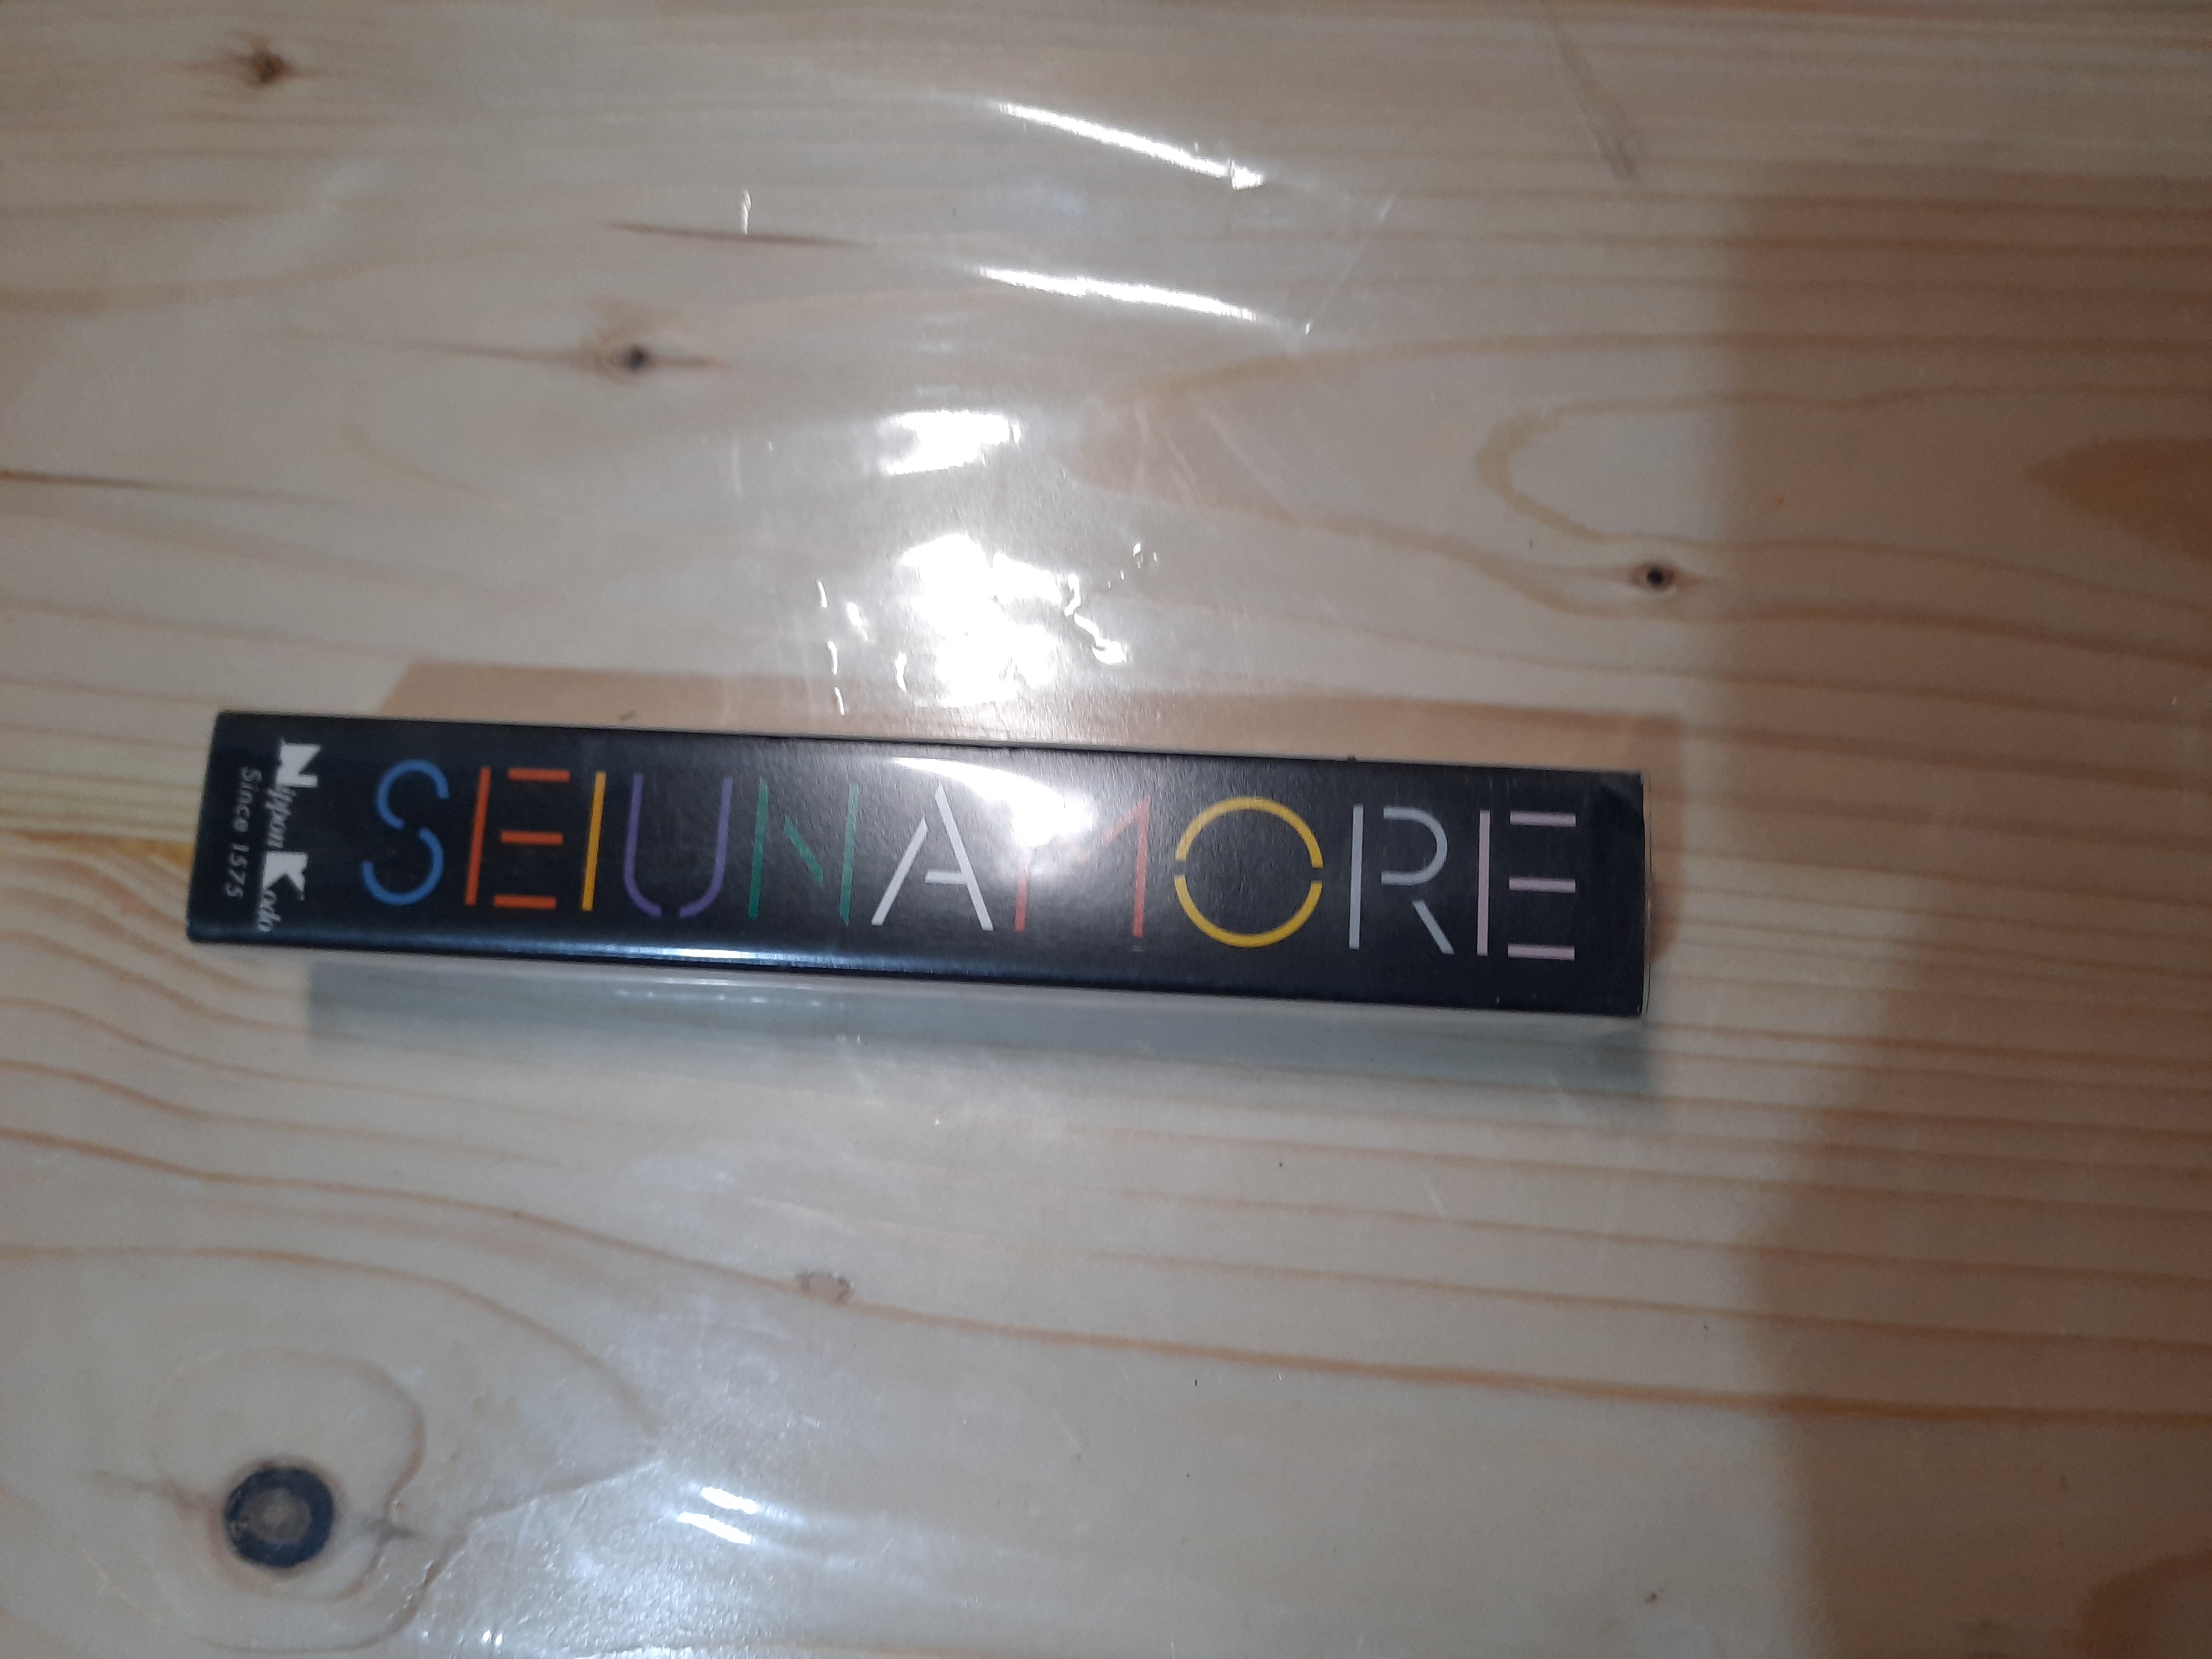 Nippon Kodo
Since 1575
SEIUNAMORE